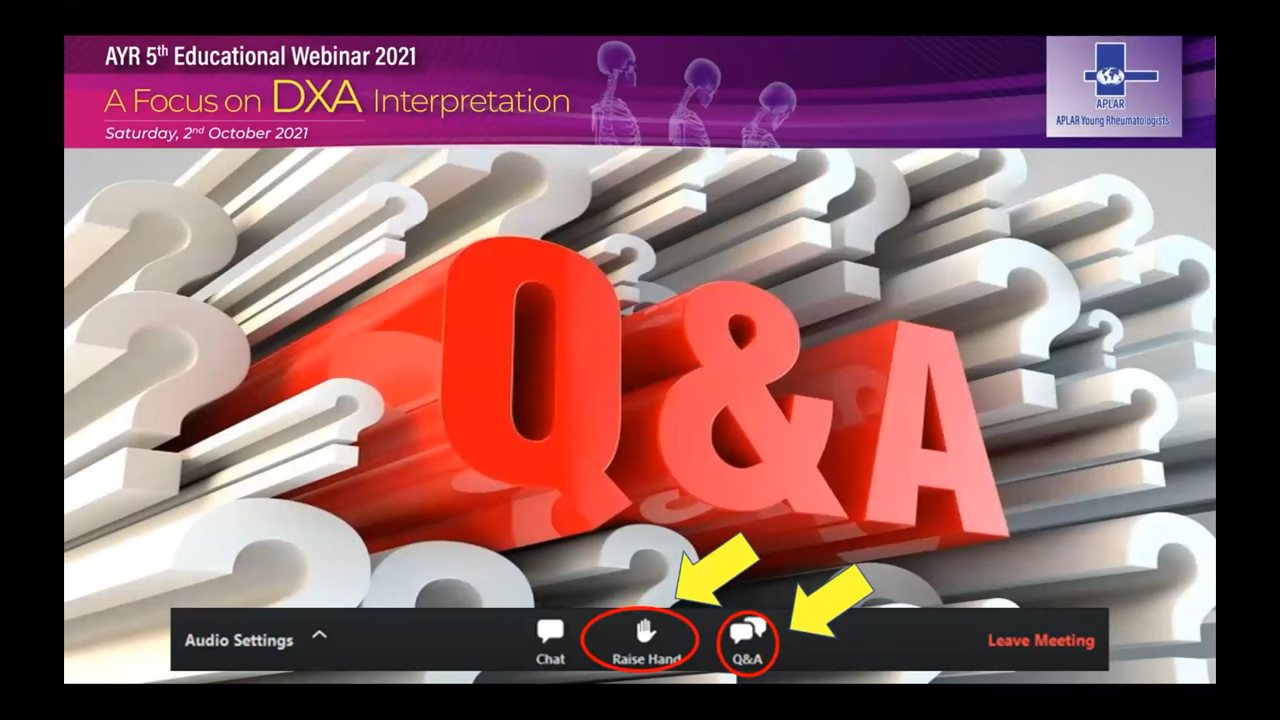 AYR 5th Educational Webinar 2021
A Focus on DXA Interpretation
Saturday, 2nd October 2021
APLAR
APLAR Young Rheumatologists
Q&A
Audio Settings
Chat
Raise Hand
Q&A
Leave Meeting